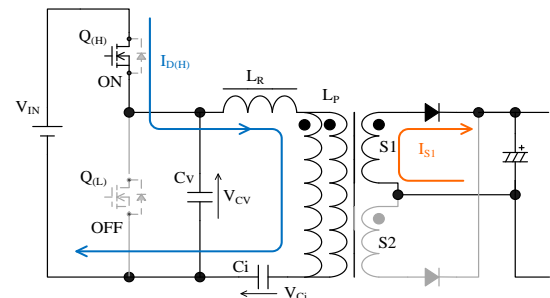 Q(H)
ID(H)
ON
LR
LP
VIN
S1
IS1
+
Q(L)
Cv
VCV
OFF
S2
Ci
VCi